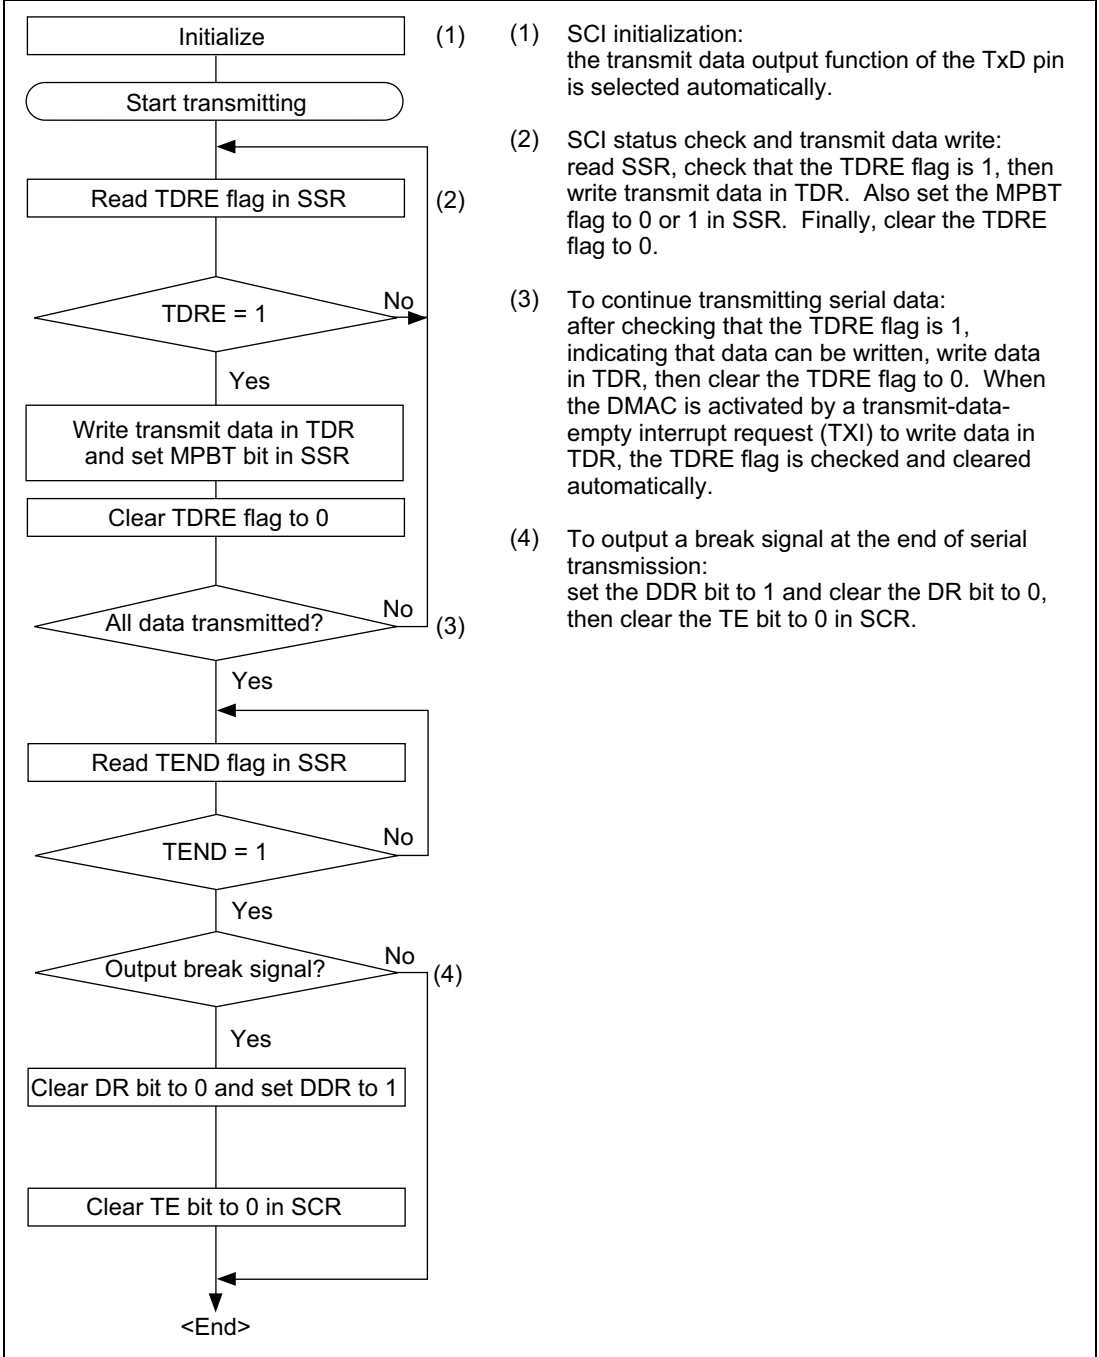 Initialize
(1)
Start transmitting
Read TDRE flag in SSR
(2)
TDRE = 1
No
Yes
Write transmit data in TDR
and set MPBT bit in SSR
Clear TDRE flag to 0
All data transmitted?
No
(3)
Yes
Read TEND flag in SSR
TEND = 1
No
Yes
Output break signal?
No
(4)
Yes
Clear DR bit to 0 and set DDR to 1
Clear TE bit to 0 in SCR
<End>
(1) SCI initialization:
the transmit data output function of the TxD pin
is selected automatically.
(2) SCI status check and transmit data write:
read SSR, check that the TDRE flag is 1, then
write transmit data in TDR. Also set the MPBT
flag to 0 or 1 in SSR. Finally, clear the TDRE
flag to 0.
(3) To continue transmitting serial data:
after checking that the TDRE flag is 1,
indicating that data can be written, write data
in TDR, then clear the TDRE flag to 0. When
the DMAC is activated by a transmit-data-
empty interrupt request (TXI) to write data in
TDR, the TDRE flag is checked and cleared
automatically.
(4) To output a break signal at the end of serial
transmission:
set the DDR bit to 1 and clear the DR bit to 0,
then clear the TE bit to 0 in SCR.